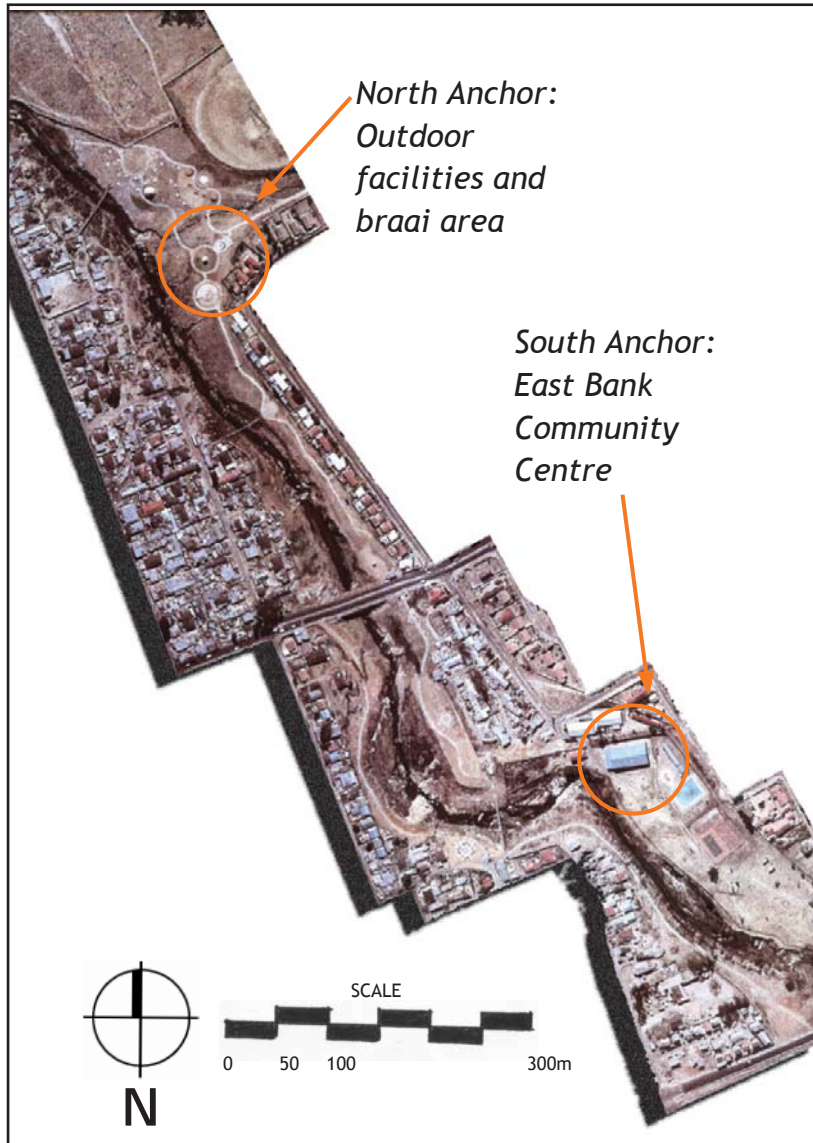 North Anchor:
Outdoor
facilities and
braai area
South Anchor:
East Bank
Community
Centre
SCALE
0 50 100 300m
N